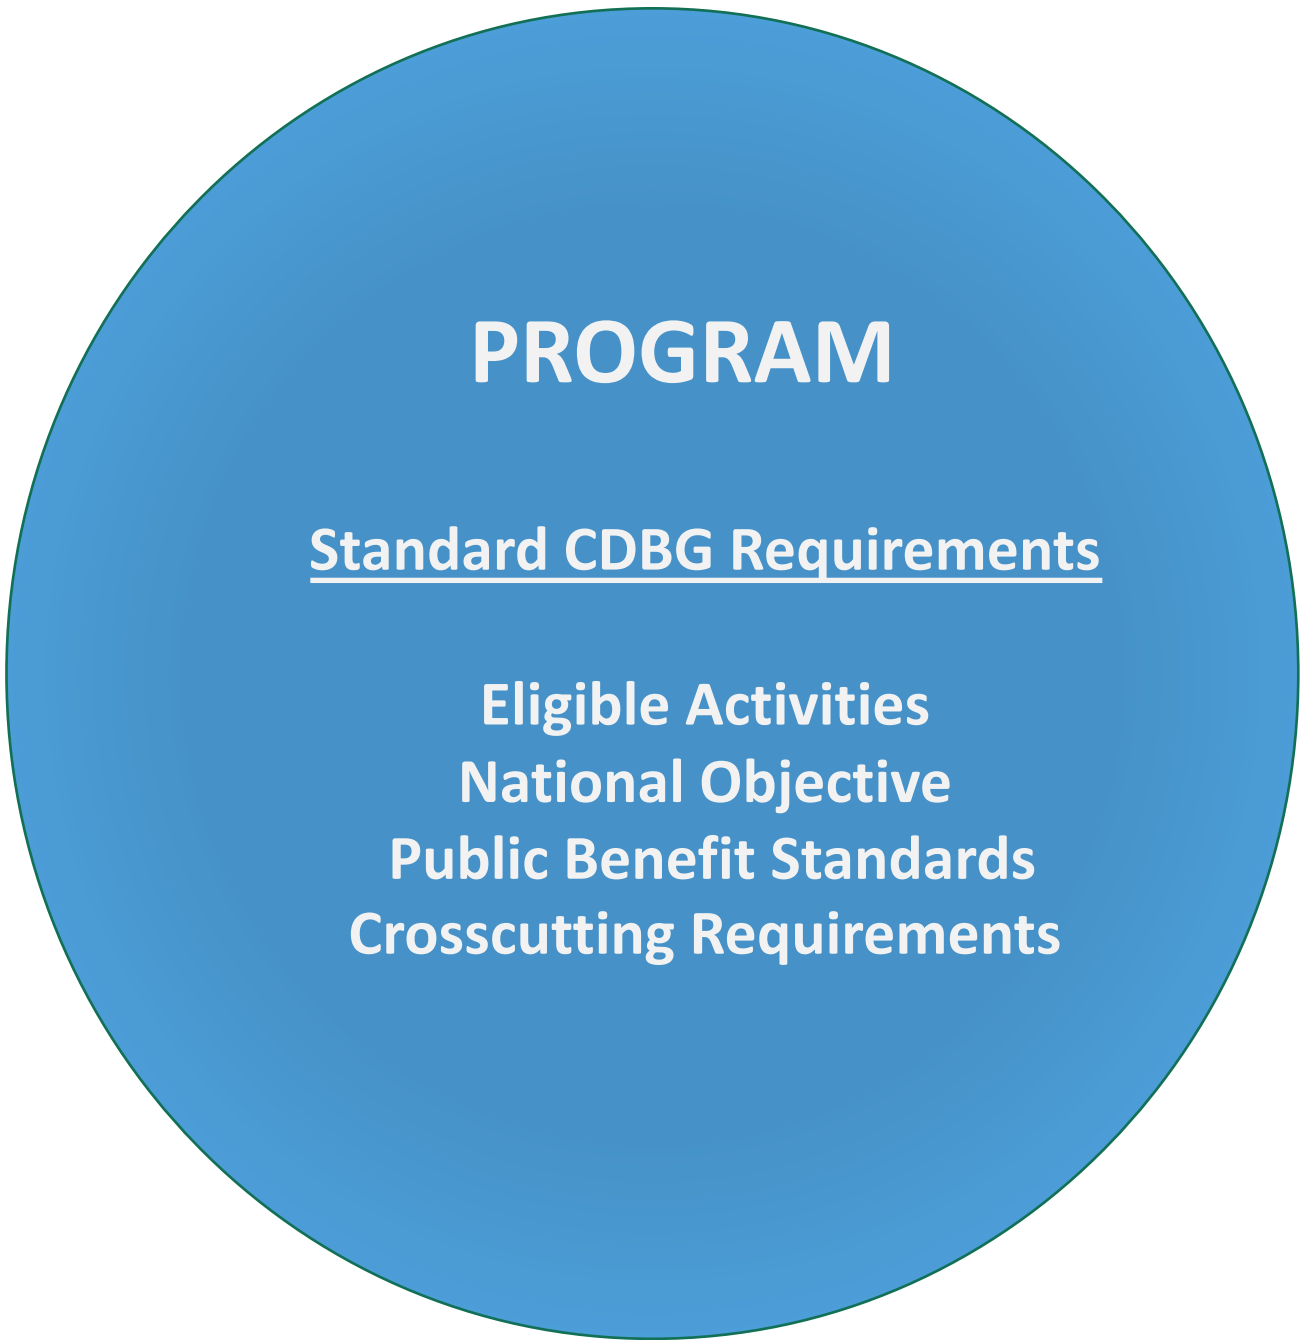 PROGRAM
Standard CDBG Requirements
Eligible Activities
National Objective
Public Benefit Standards
Crosscutting Requirements